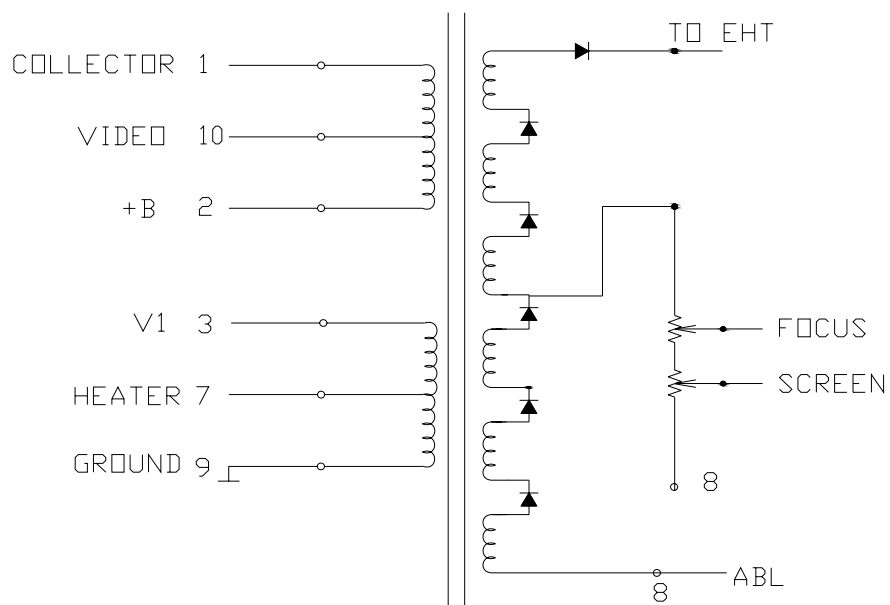 TO EHT
COLLECTOR 1
VIDEO 10
+B 2
V1 3
FOCUS
HEATER 7
SCREEN
GROUND 9
8
ABL
8